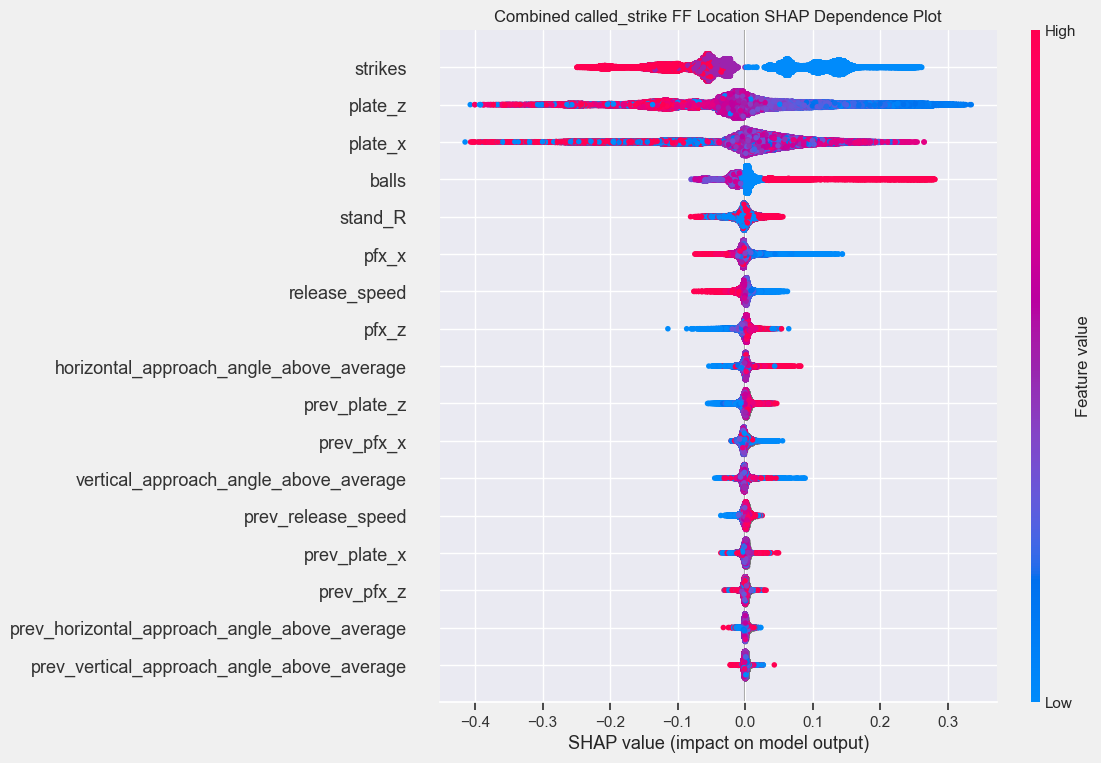 Combined called_strike FF Location SHAP Dependence Plot
High
strikes
plate_z
plate_x
balls
stand_R
pfx_x
release_speed
pfx_z
horizontal_approach_angle_above_average
prev_plate_z
prev_pfx_x
vertical_approach_angle_above_average
prev_release_speed
prev_plate_x
prev_pfx_z
prev_horizontal_approach_angle_above_average
prev_vertical_approach_angle_above_average
Feature value
Low
−0.4 −0.3 −0.2 −0.1 0.0 0.1 0.2 0.3
SHAP value (impact on model output)